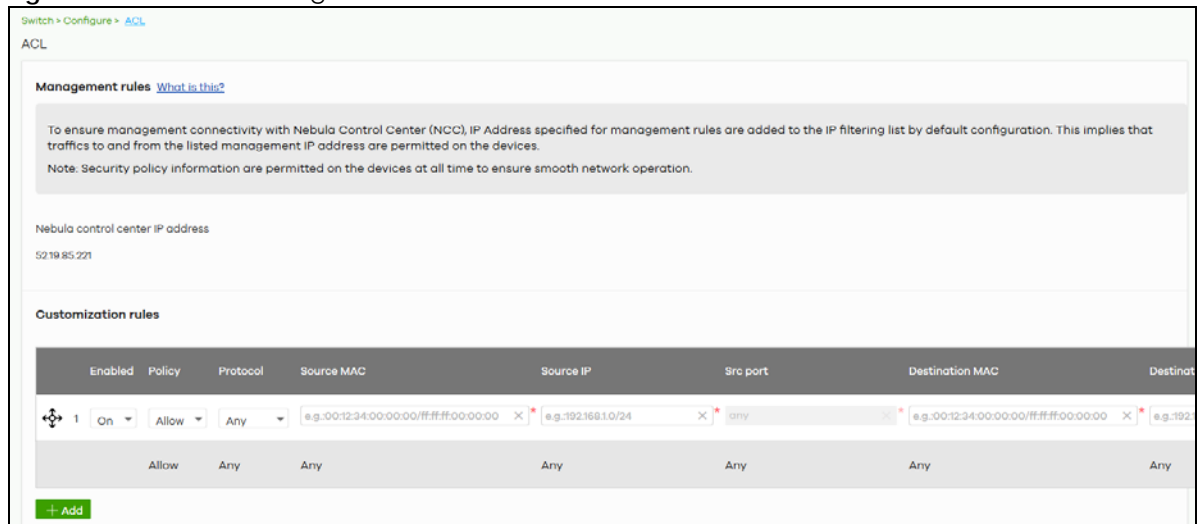 Switch > Configure > ACL
ACL
Management rules What is this?
To ensure management connectivity with Nebula Control Center (NCC), IP Address specified for management rules are added to the IP filtering list by default configuration. This implies that
traffics to and from the listed management IP address are permitted on the devices.
Note: Security policy information are permitted on the devices at all time to ensure smooth network operation.
Nebula control center IP address
52.19.85.221
Customization rules
Enabled Policy Protocol Source MAC Source IP Src port Destination MAC Destinat
1 On Allow Any e.g.:00:12:34:00:00:00/ff:ff:ff:00:00:00 * e.g.:192.168.1.0/24 * any * e.g.:00:12:34:00:00:00/ff:ff:ff:00:00:00 * e.g.:192.1
Allow Any Any Any Any Any Any
+ Add